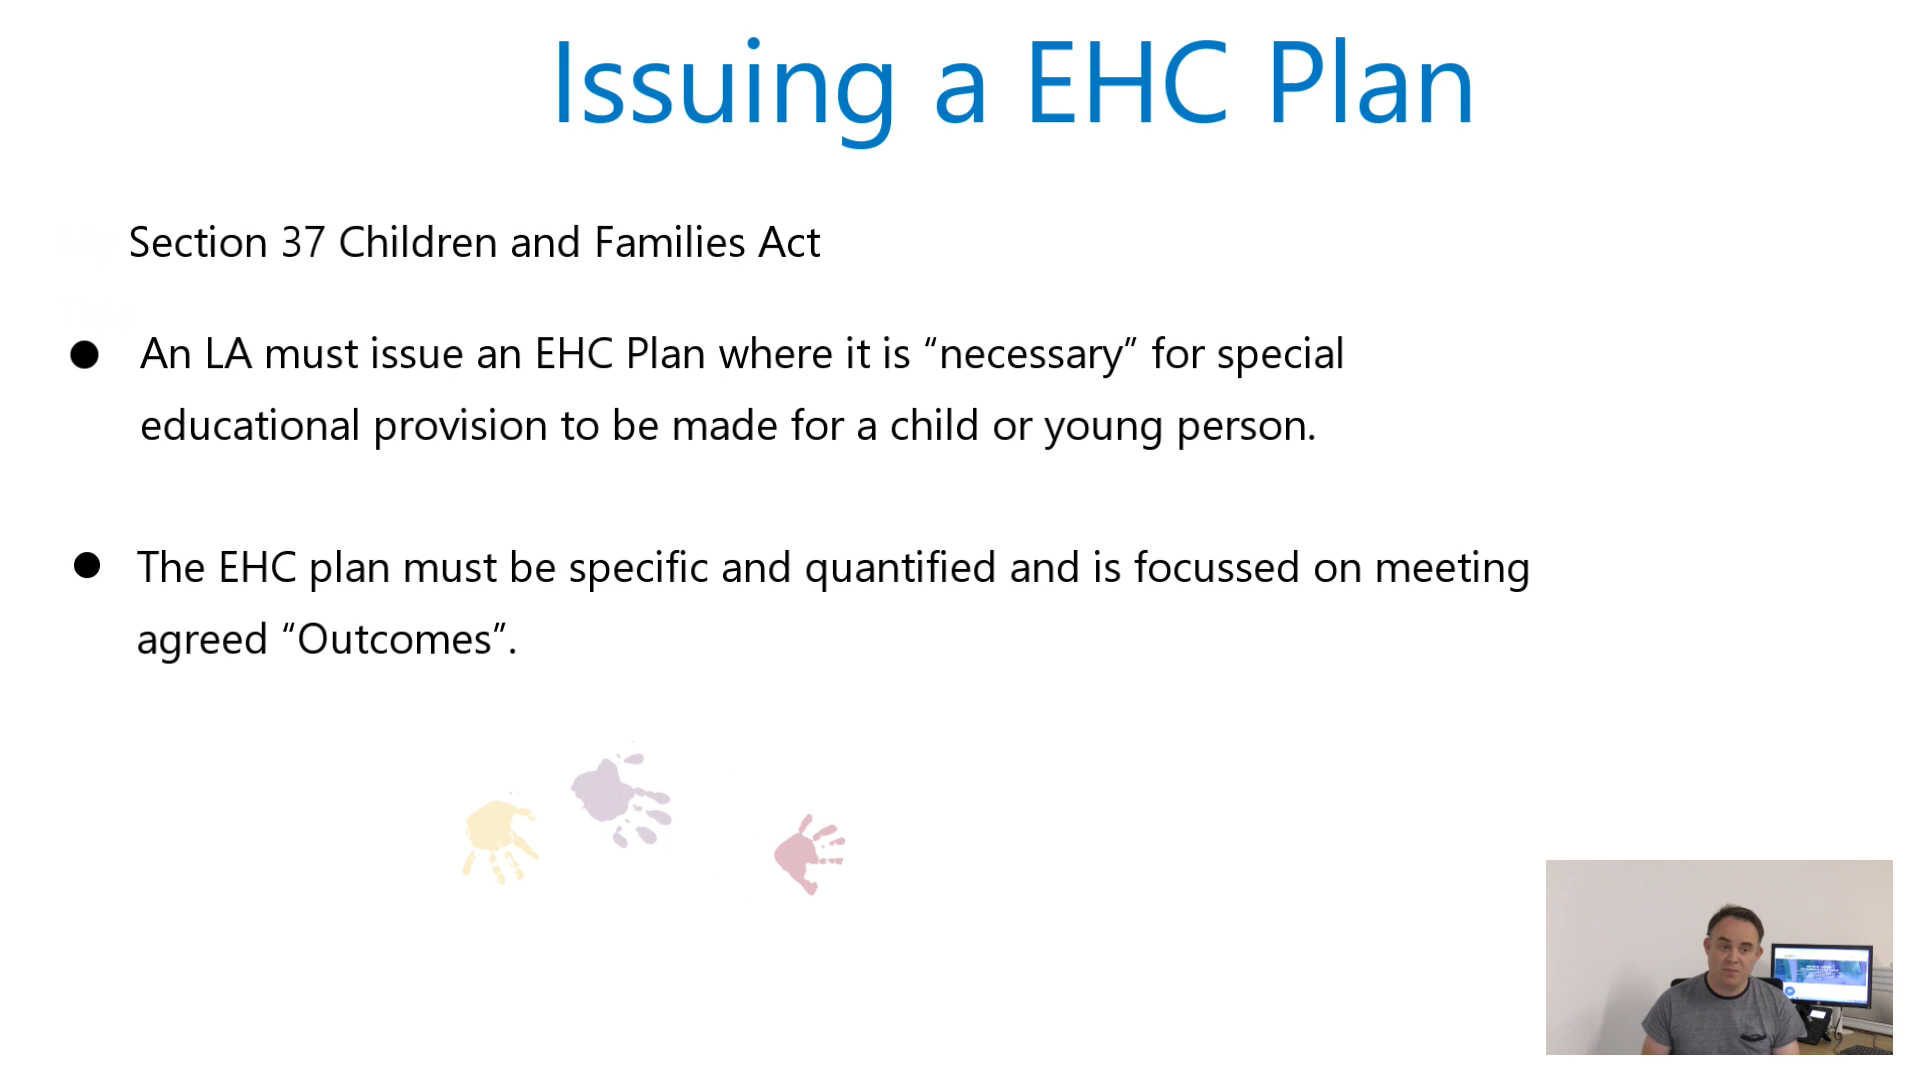 Issuing a EHC Plan
Section 37 Children and Families Act
● An LA must issue an EHC Plan where it is “necessary” for special
educational provision to be made for a child or young person.
● The EHC plan must be specific and quantified and is focussed on meeting
agreed “Outcomes”.